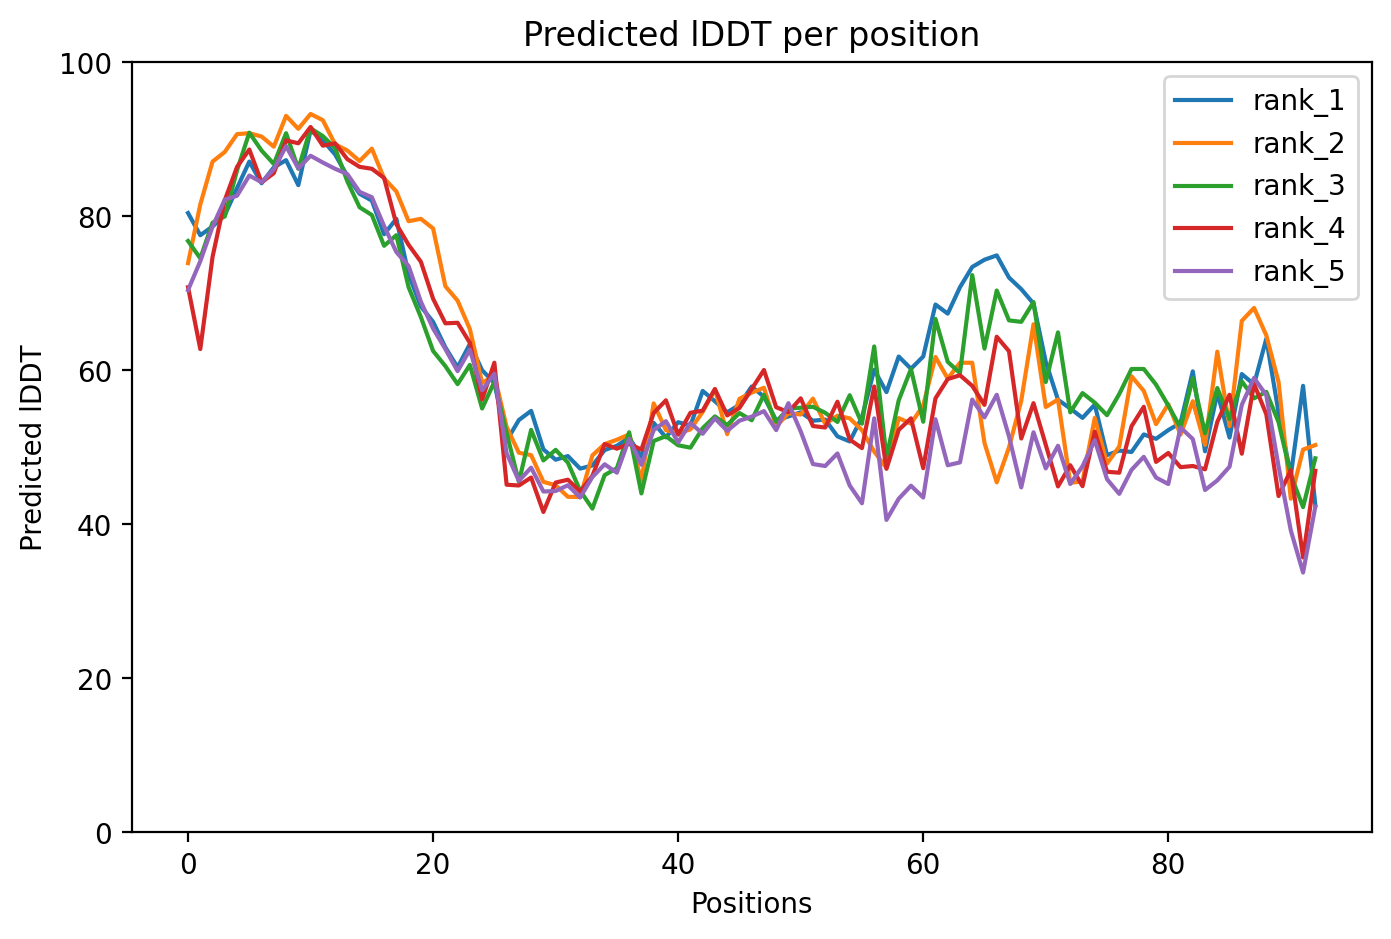 Predicted lDDT per position
100
80
60
40
20
0
Predicted lDDT
0 20 40 60 80
Positions
rank_1
rank_2
rank_3
rank_4
rank_5